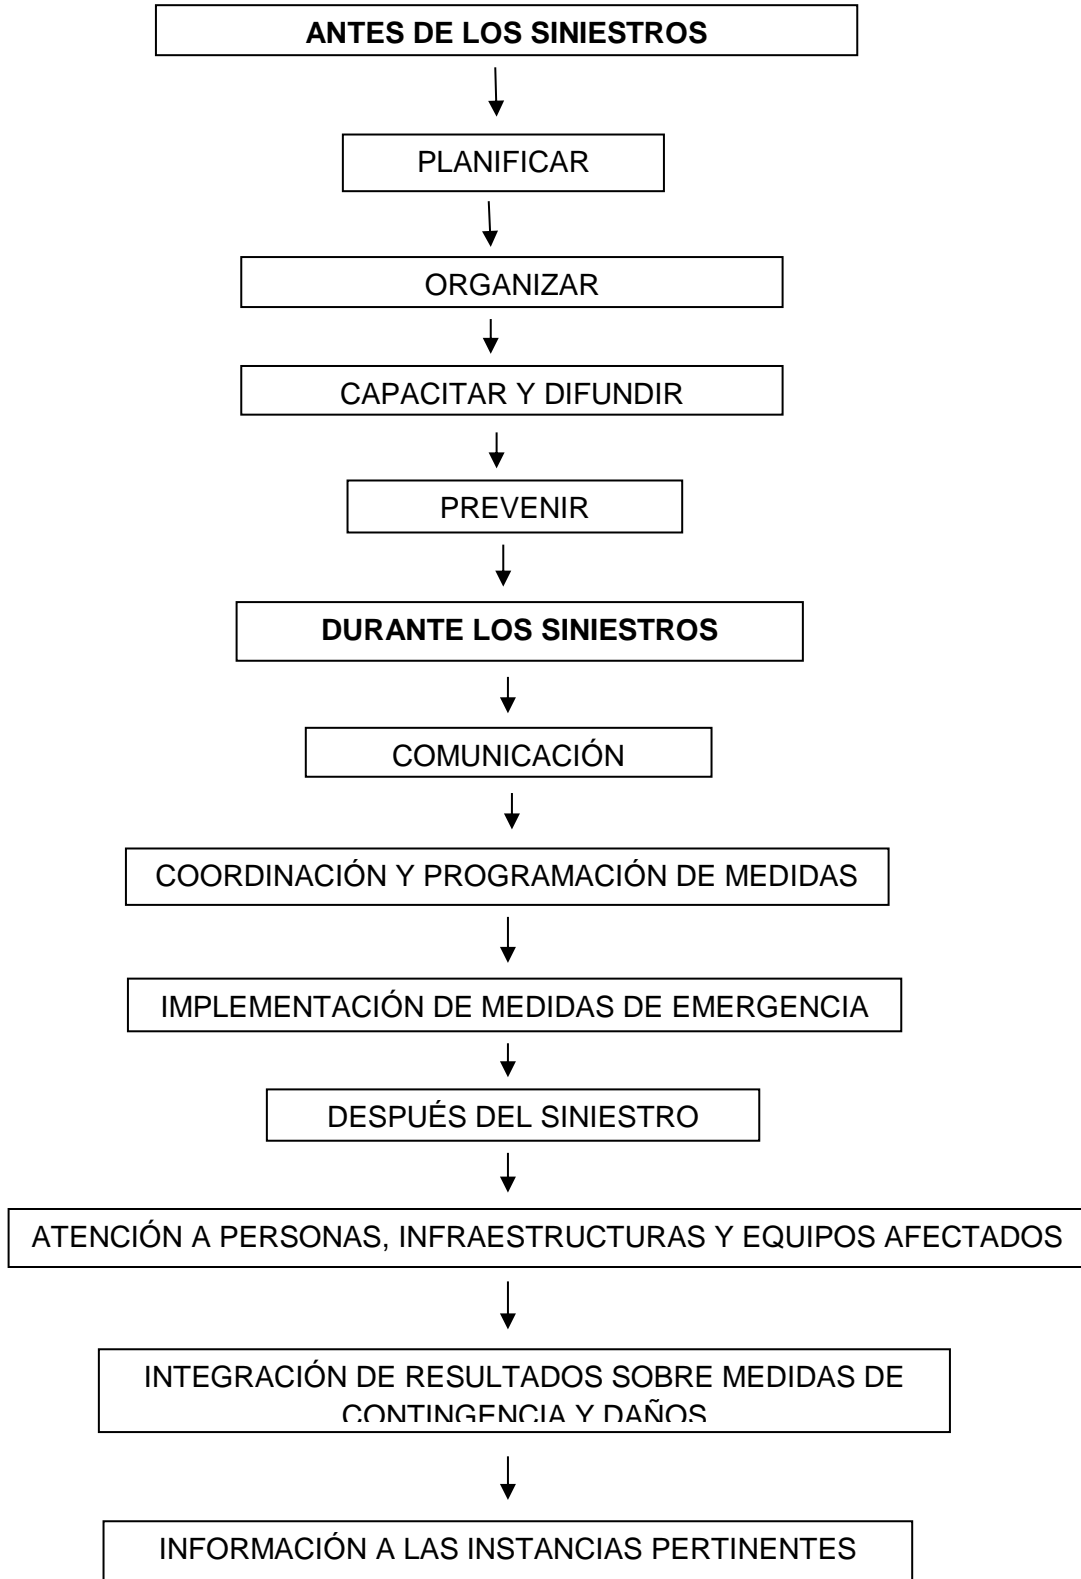 ANTES DE LOS SINIESTROS
PLANIFICAR
ORGANIZAR
CAPACITAR Y DIFUNDIR
PREVENIR
DURANTE LOS SINIESTROS
COMUNICACIÓN
COORDINACIÓN Y PROGRAMACIÓN DE MEDIDAS
IMPLEMENTACIÓN DE MEDIDAS DE EMERGENCIA
DESPUÉS DEL SINIESTRO
ATENCIÓN A PERSONAS, INFRAESTRUCTURAS Y EQUIPOS AFECTADOS
INTEGRACIÓN DE RESULTADOS SOBRE MEDIDAS DE
CONTINGENCIA Y DAÑOS
INFORMACIÓN A LAS INSTANCIAS PERTINENTES